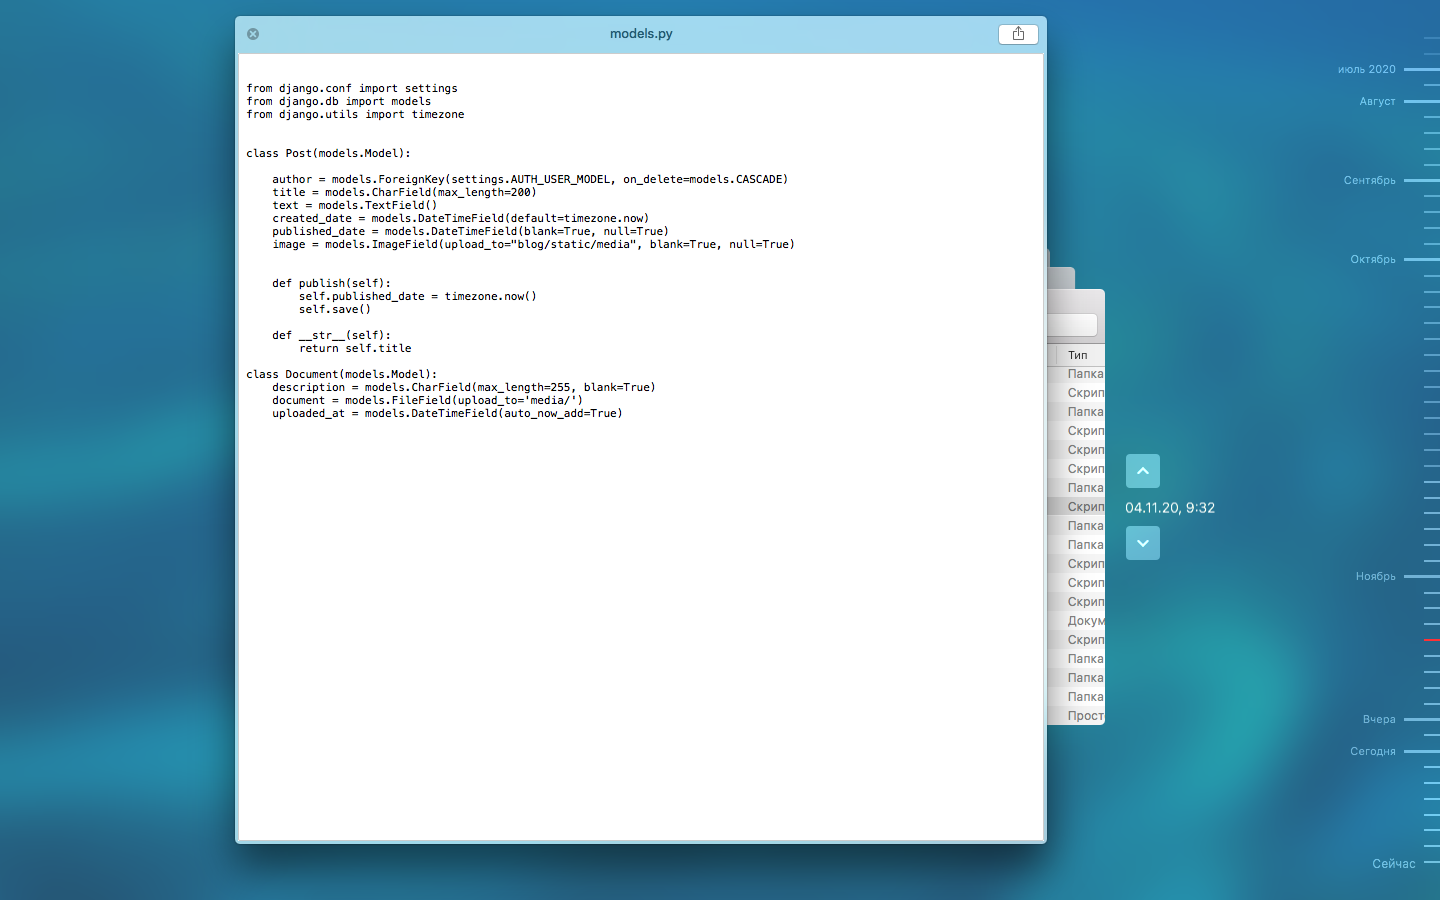 models.py
from django.conf import settings
from django.db import models
from django.utils import timezone
class Post(models.Model):
author = models.ForeignKey(settings.AUTH_USER_MODEL, on_delete=models.CASCADE)
title = models.CharField(max_length=200)
text = models.TextField()
created_date = models.DateTimeField(default=timezone.now)
published_date = models.DateTimeField(blank=True, null=True)
image = models.ImageField(upload_to="blog/static/media", blank=True, null=True)
def publish(self):
self.published_date = timezone.now()
self.save()
def __str__(self):
return self.title
class Document(models.Model):
description = models.CharField(max_length=255, blank=True)
document = models.FileField(upload_to='media/')
uploaded_at = models.DateTimeField(auto_now_add=True)
Тип
Папка
Скрип
Папка
Скрип
Скрип
Скрип
Папка
Скрип
Папка
Папка
Скрип
Скрип
Скрип
Докум
Скрип
Папка
Папка
Папка
Прост
04.11.20, 9:32
июль 2020
Август
Сентябрь
Октябрь
Ноябрь
Вчера
Сегодня
Сейчас